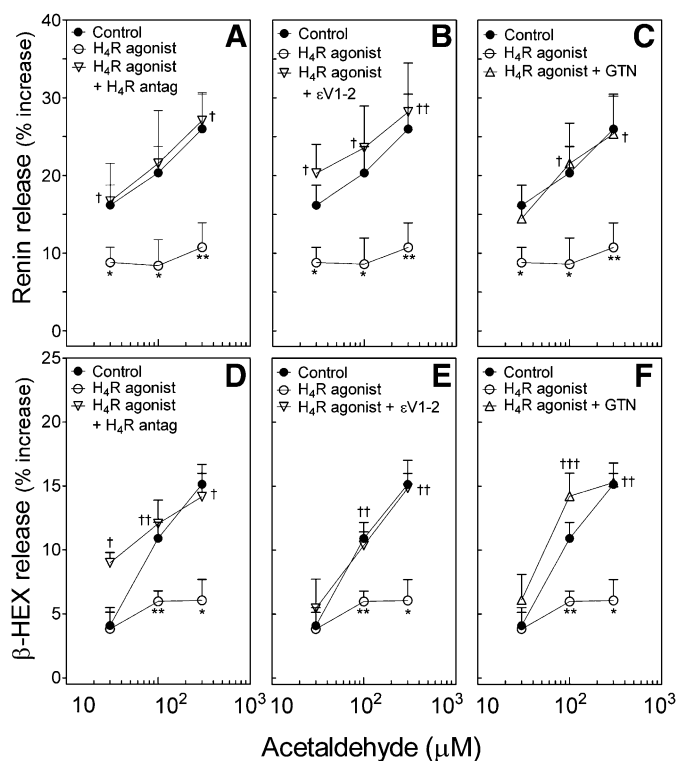 A
Control
H₄R agonist
H₄R agonist
+ H₄R antag
B
Control
H₄R agonist
H₄R agonist
+ εV1-2
C
Control
H₄R agonist
H₄R agonist + GTN
Renin release (% increase)
40
30
20
10
0
† †
* * **
† † ††
* * **
† †
* * **
D
Control
H₄R agonist
H₄R agonist
+ H₄R antag
E
Control
H₄R agonist
H₄R agonist + εV1-2
F
Control
H₄R agonist
H₄R agonist + GTN
β-HEX release (% increase)
25
20
15
10
5
0
† †† †
** *
†† ††
** *
††† ††
** *
10 10² 10³
10 10² 10³
10 10² 10³
Acetaldehyde (μM)